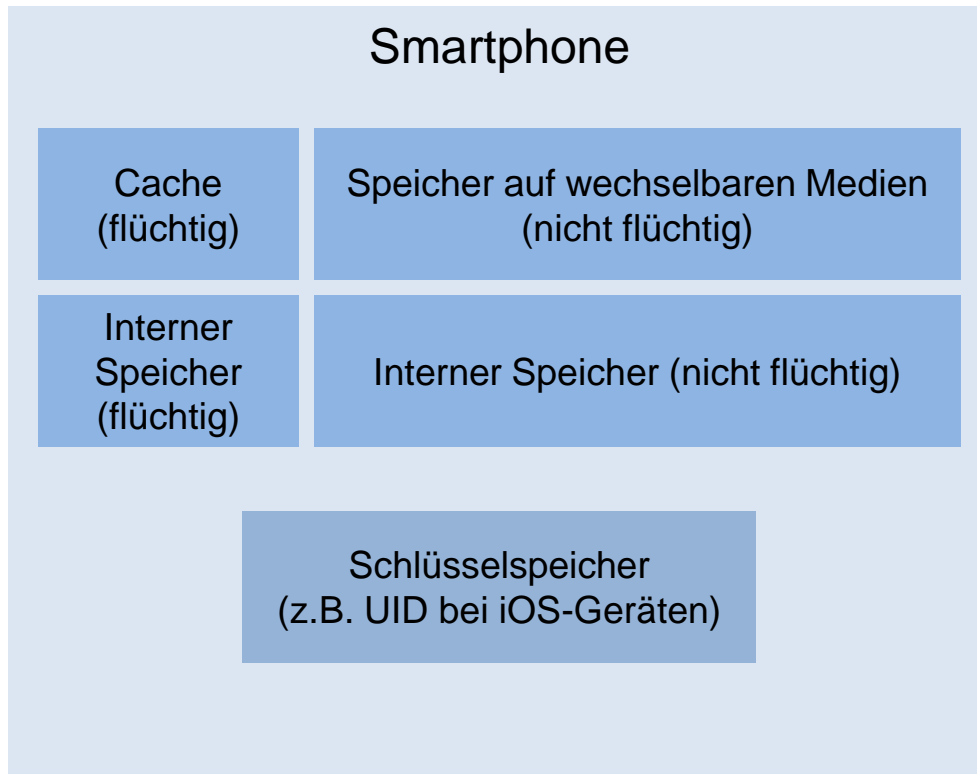 Smartphone
Cache
(flüchtig)
Speicher auf wechselbaren Medien
(nicht flüchtig)
Interner
Speicher
(flüchtig)
Interner Speicher (nicht flüchtig)
Schlüsselspeicher
(z.B. UID bei iOS-Geräten)